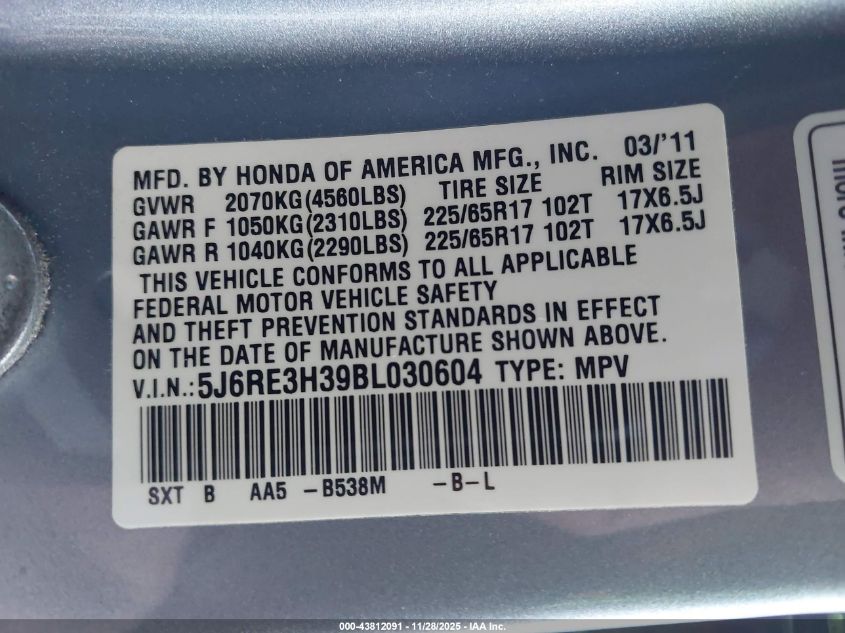 MFD. BY HONDA OF AMERICA MFG., INC. 03/'11
GVWR 2070KG(4560LBS) TIRE SIZE RIM SIZE
GAWR F 1050KG(2310LBS) 225/65R17 102T 17X6.5J
GAWR R 1040KG(2290LBS) 225/65R17 102T 17X6.5J
THIS VEHICLE CONFORMS TO ALL APPLICABLE
FEDERAL MOTOR VEHICLE SAFETY
AND THEFT PREVENTION STANDARDS IN EFFECT
ON THE DATE OF MANUFACTURE SHOWN ABOVE.
V.I.N.: 5J6RE3H39BL030604 TYPE: MPV
SXT B AA5 -B538M -B-L
000-43812091 - 11/28/2025 - IAA Inc.